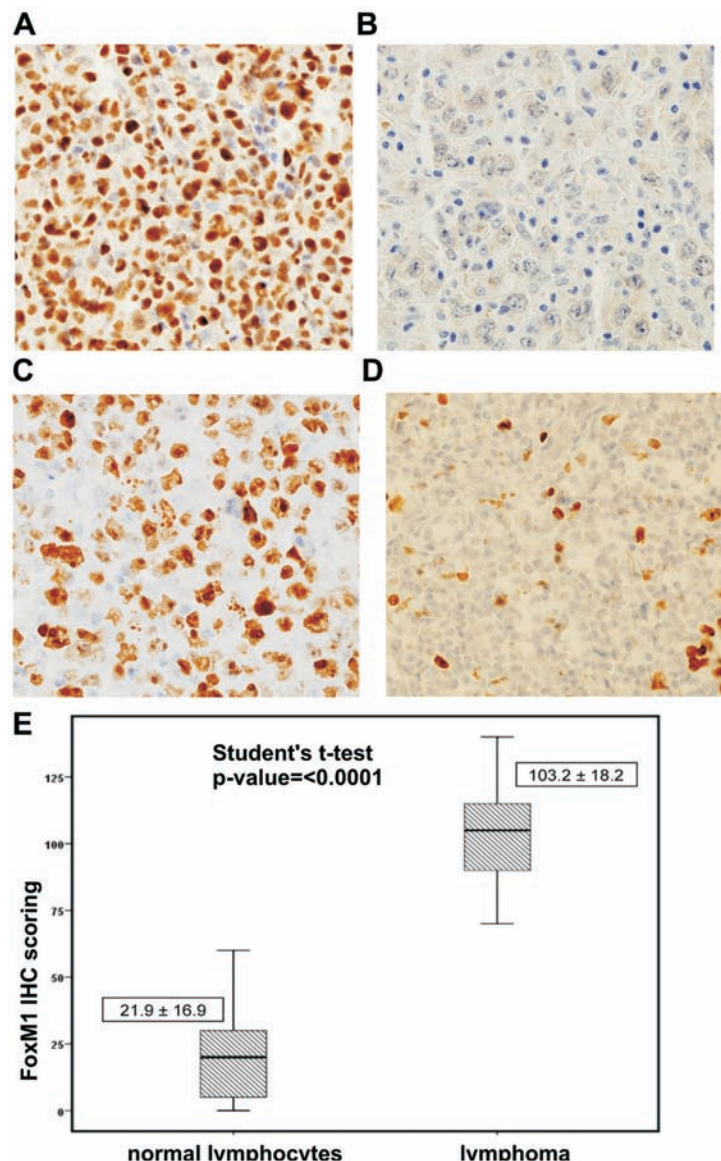 A
B
C
D
E
Student's t-test
p-value=<0.0001
103.2 ± 18.2
21.9 ± 16.9
FoxM1 IHC scoring
125
100
75
50
25
0
normal lymphocytes
lymphoma